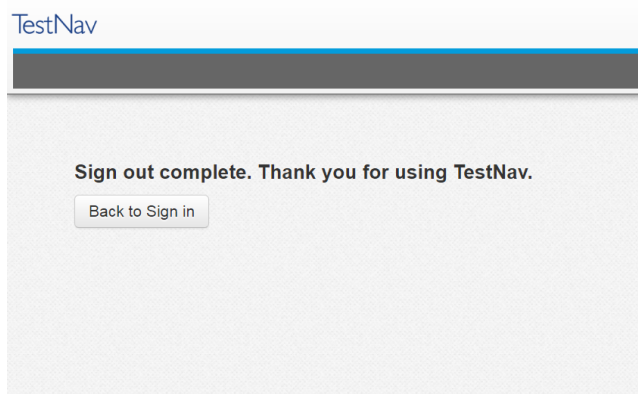 TestNav
Sign out complete. Thank you for using TestNav.
Back to Sign in